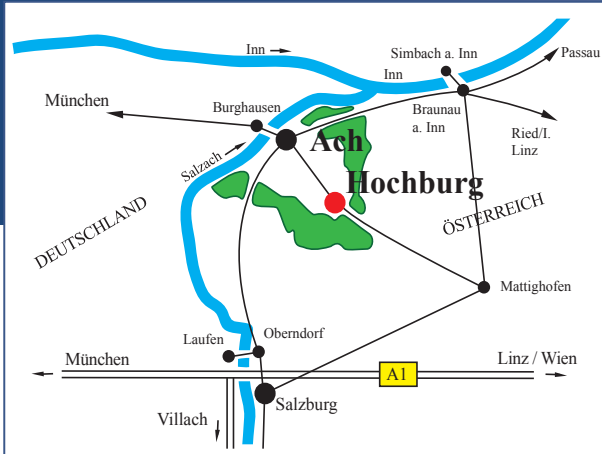 Inn →
Inn
Simbach a. Inn
Passau
München
Burghausen
Braunau
a. Inn
Ried/I.
Linz
Ach
Salzach →
Hochburg
DEUTSCHLAND
ÖSTERREICH
Mattighofen
Laufen
Oberndorf
München
Linz / Wien
A1
Villach
Salzburg